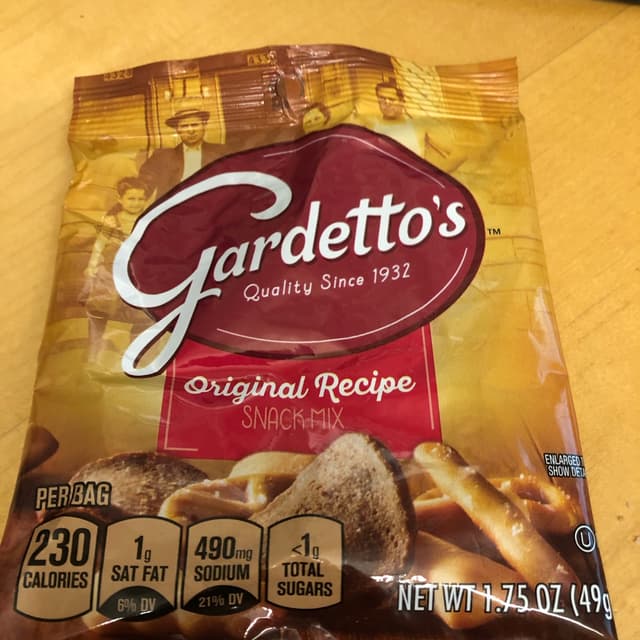 Gardetto's
™
Quality Since 1932
Original Recipe
SNACK MIX
ENLARGED
SHOW
PER BAG
230
CALORIES
1g
SAT FAT
6% DV
490mg
SODIUM
21% DV
<1g
TOTAL
SUGARS
U
NET WT 1.75 OZ (49g